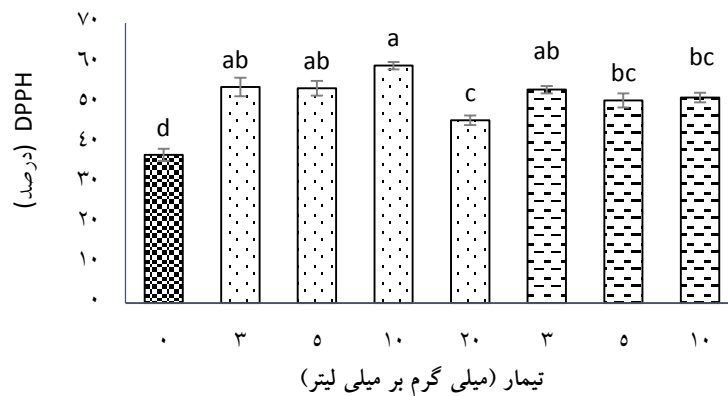 ۷۰
۶۰
۵۰
۴۰
۳۰
۲۰
۱۰
۰
DPPH (درصد)
d
ab
ab
a
c
ab
bc
bc
۰
۳
۵
۱۰
۲۰
۳
۵
۱۰
تیمار (میلی گرم بر میلی لیتر)